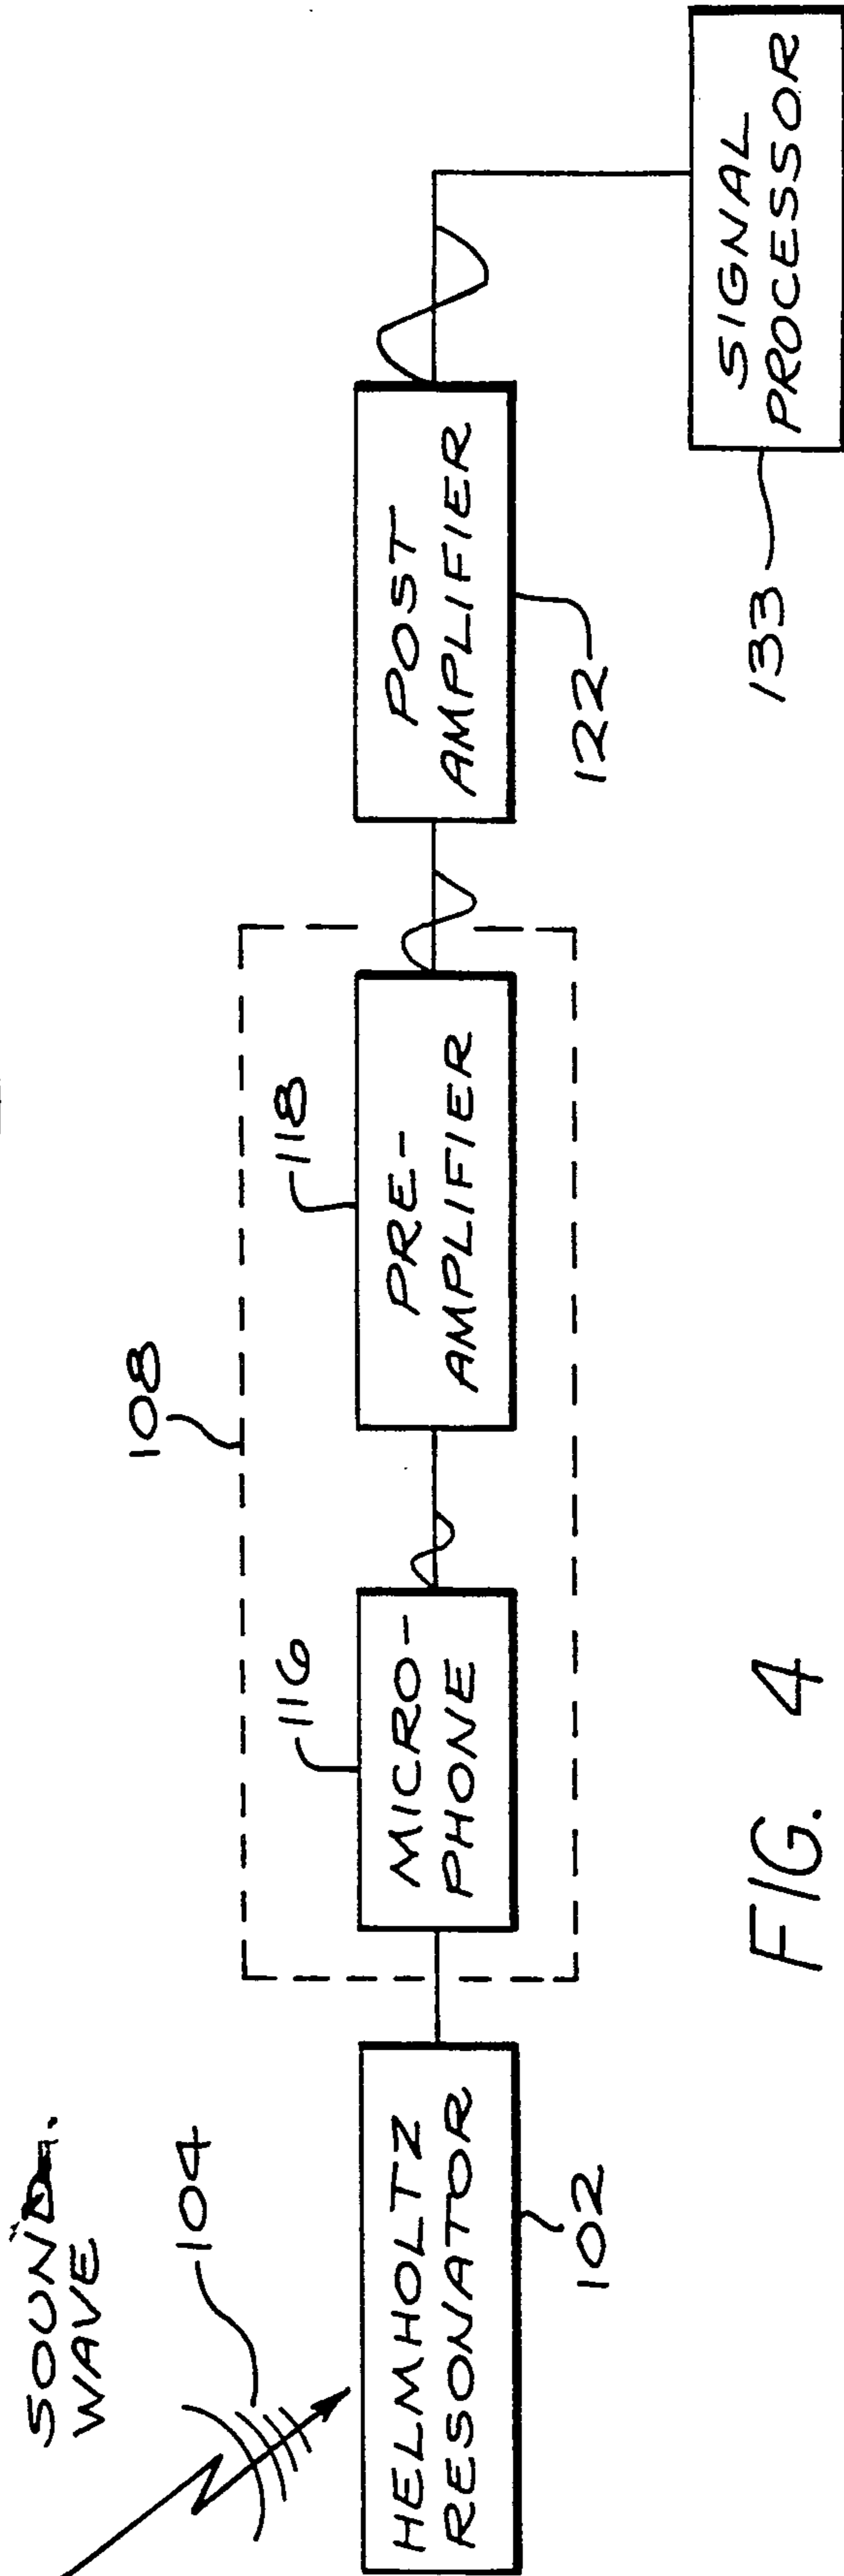 SOUND
WAVE
104
HELMHOLTZ
RESONATOR
102
108
116
MICRO-
PHONE
118
PRE-
AMPLIFIER
POST
AMPLIFIER
122
SIGNAL
PROCESSOR
133
FIG. 4